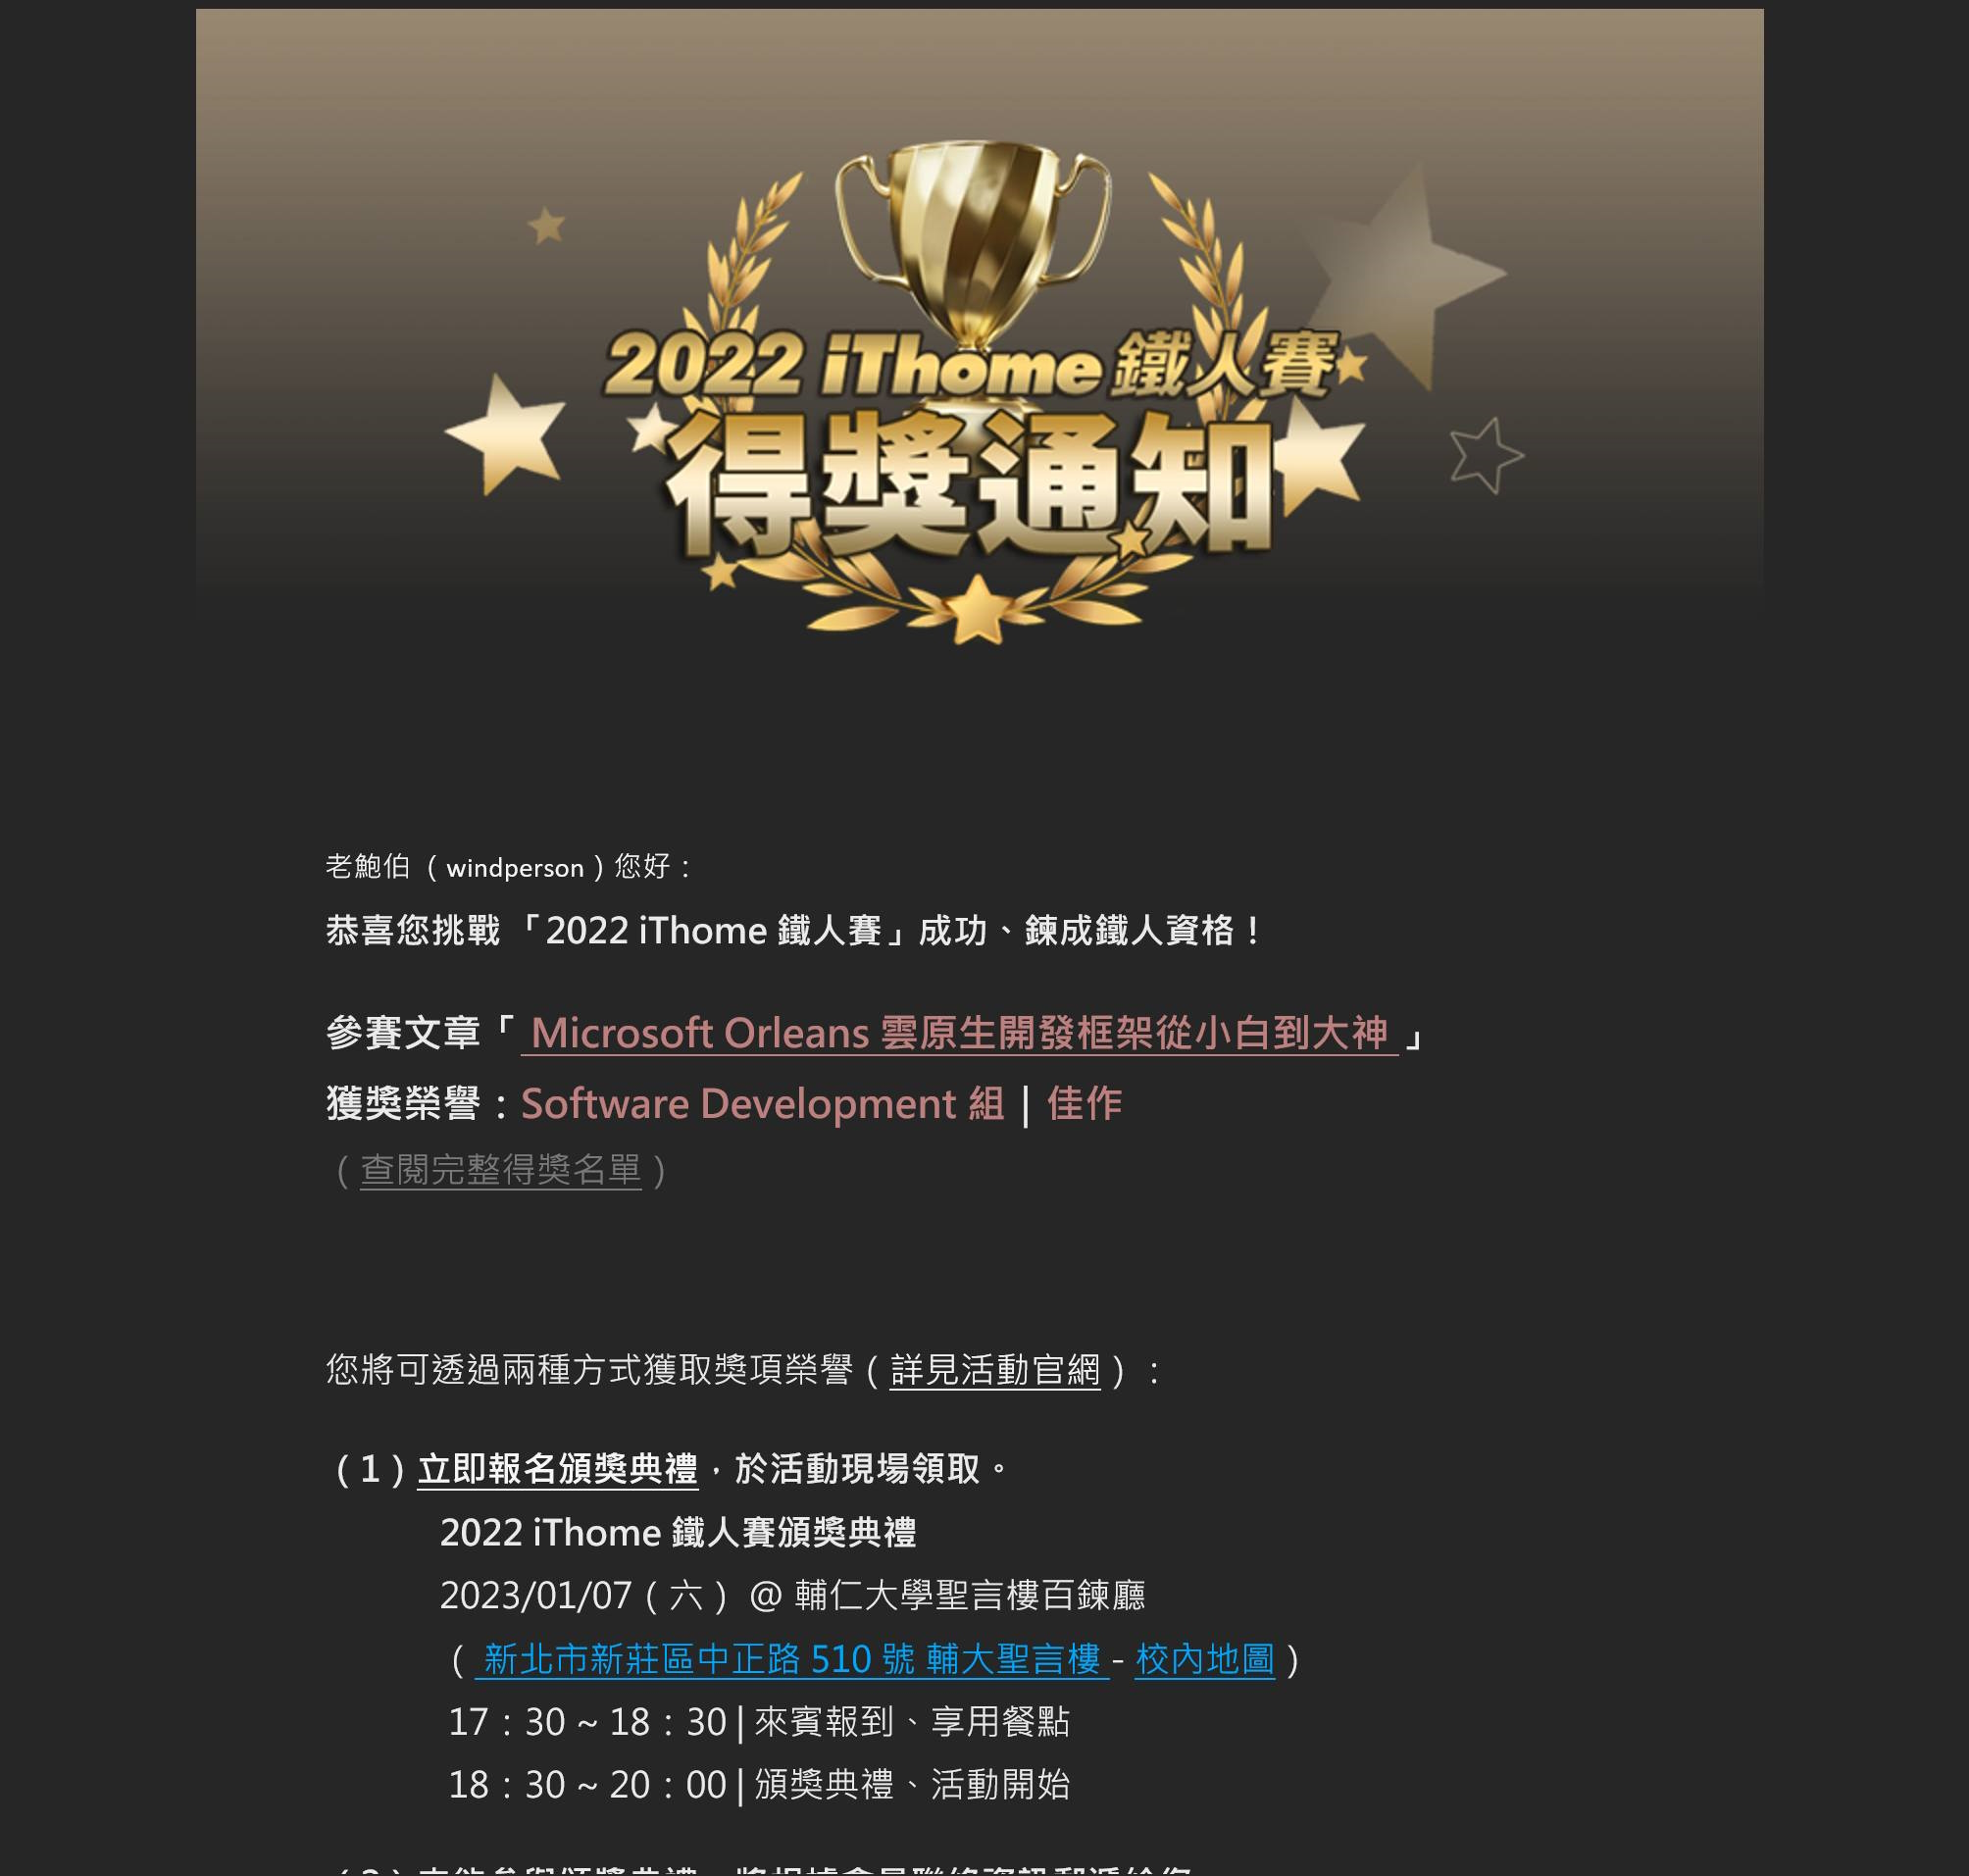 2022 iThome 鐵人賽
得獎通知
老鮑伯 （windperson）您好：
恭喜您挑戰 「2022 iThome 鐵人賽」成功、鍊成鐵人資格！
參賽文章「 Microsoft Orleans 雲原生開發框架從小白到大神 」
獲獎榮譽：Software Development 組 | 佳作
（查閱完整得獎名單）
您將可透過兩種方式獲取獎項榮譽（詳見活動官網）：
（1）立即報名頒獎典禮，於活動現場領取。
2022 iThome 鐵人賽頒獎典禮
2023/01/07（六） @ 輔仁大學聖言樓百鍊廳
（ 新北市新莊區中正路 510 號 輔大聖言樓 - 校內地圖 ）
17：30 ~ 18：30 | 來賓報到、享用餐點
18：30 ~ 20：00 | 頒獎典禮、活動開始